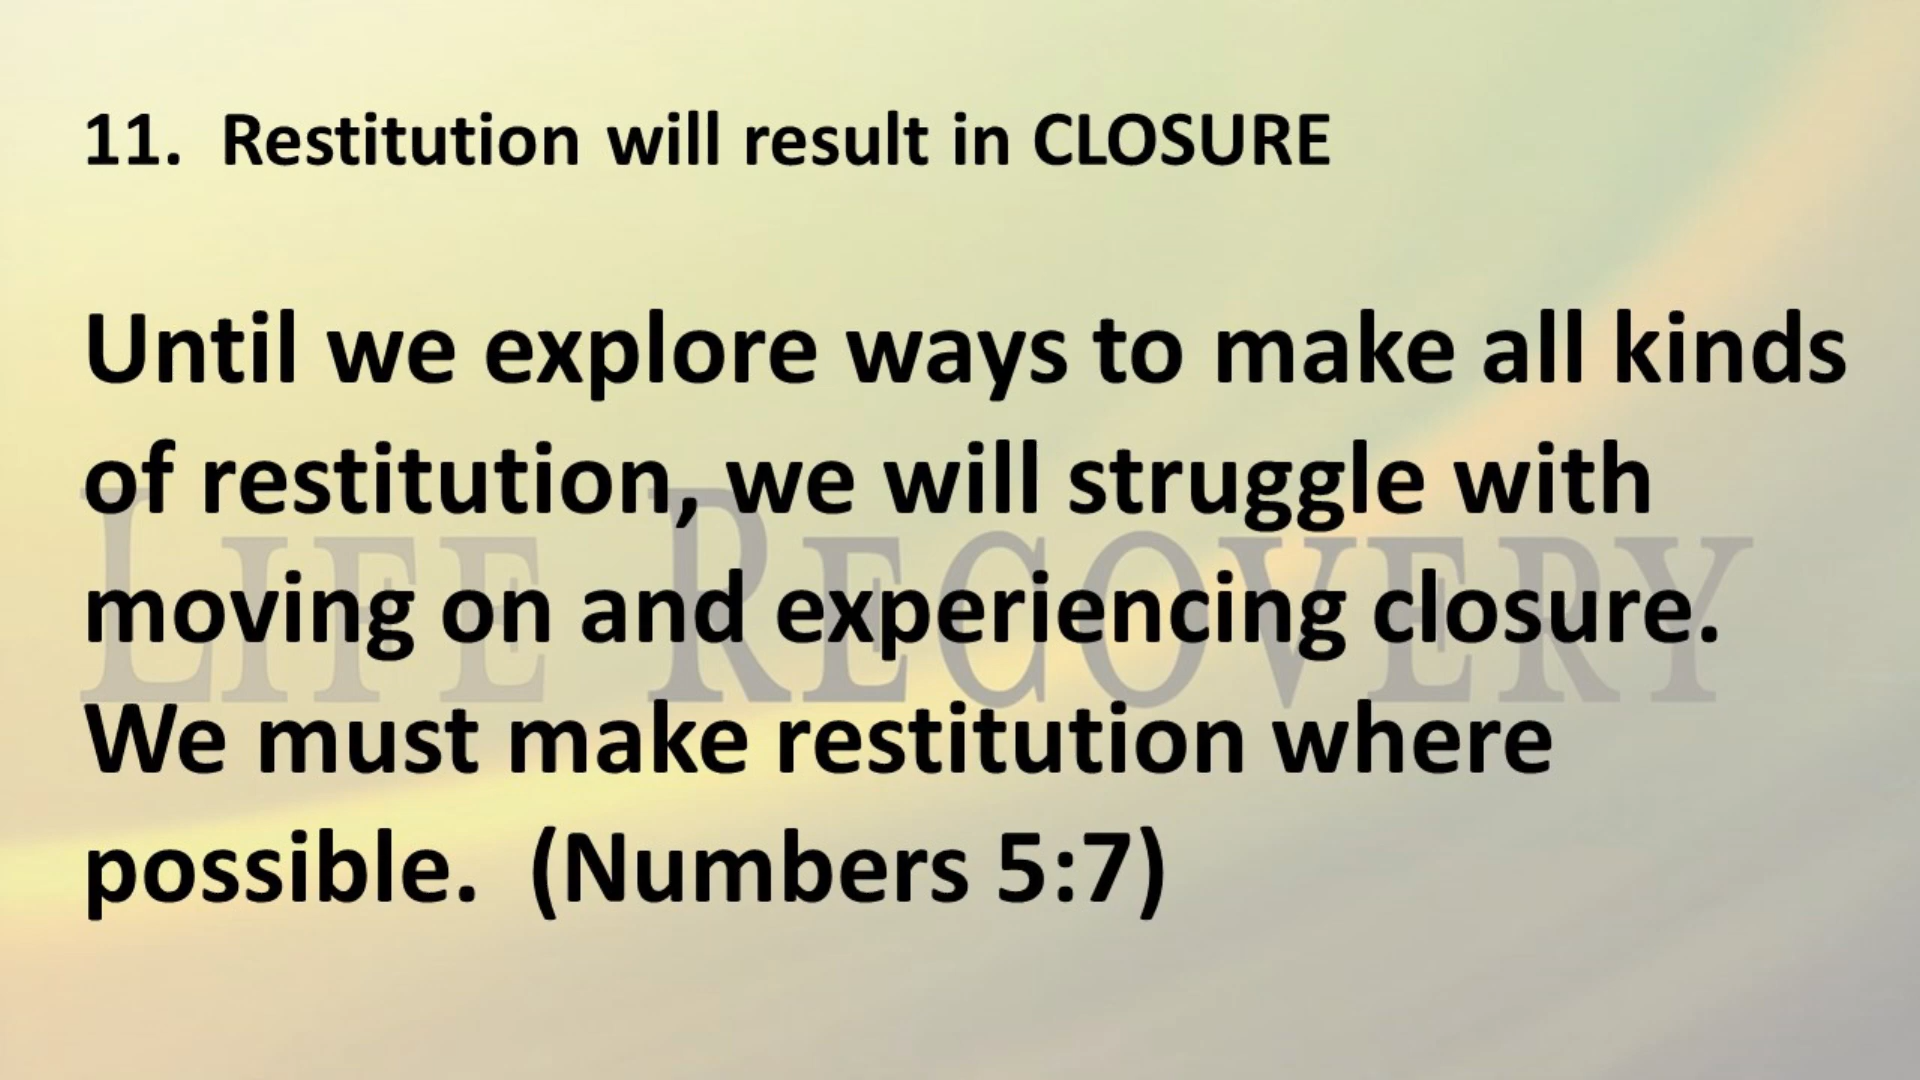 11. Restitution will result in CLOSURE
Until we explore ways to make all kinds
of restitution, we will struggle with
LIFE RECOVERY
moving on and experiencing closure.
We must make restitution where
possible. (Numbers 5:7)